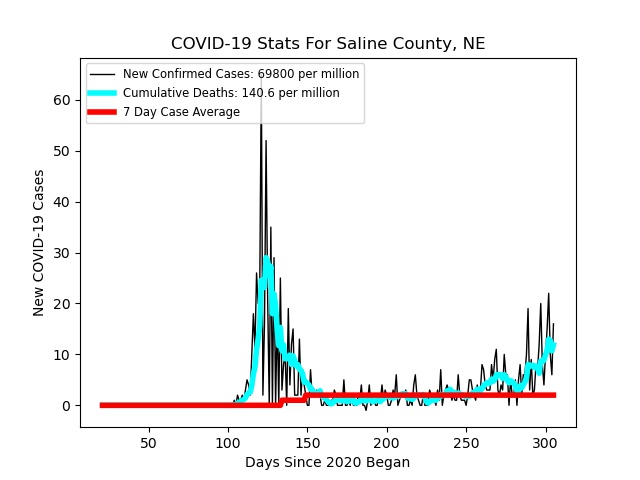 COVID-19 Stats For Saline County, NE
New Confirmed Cases: 69800 per million
Cumulative Deaths: 140.6 per million
7 Day Case Average
60
50
40
30
20
10
0
New COVID-19 Cases
50 100 150 200 250 300
Days Since 2020 Began